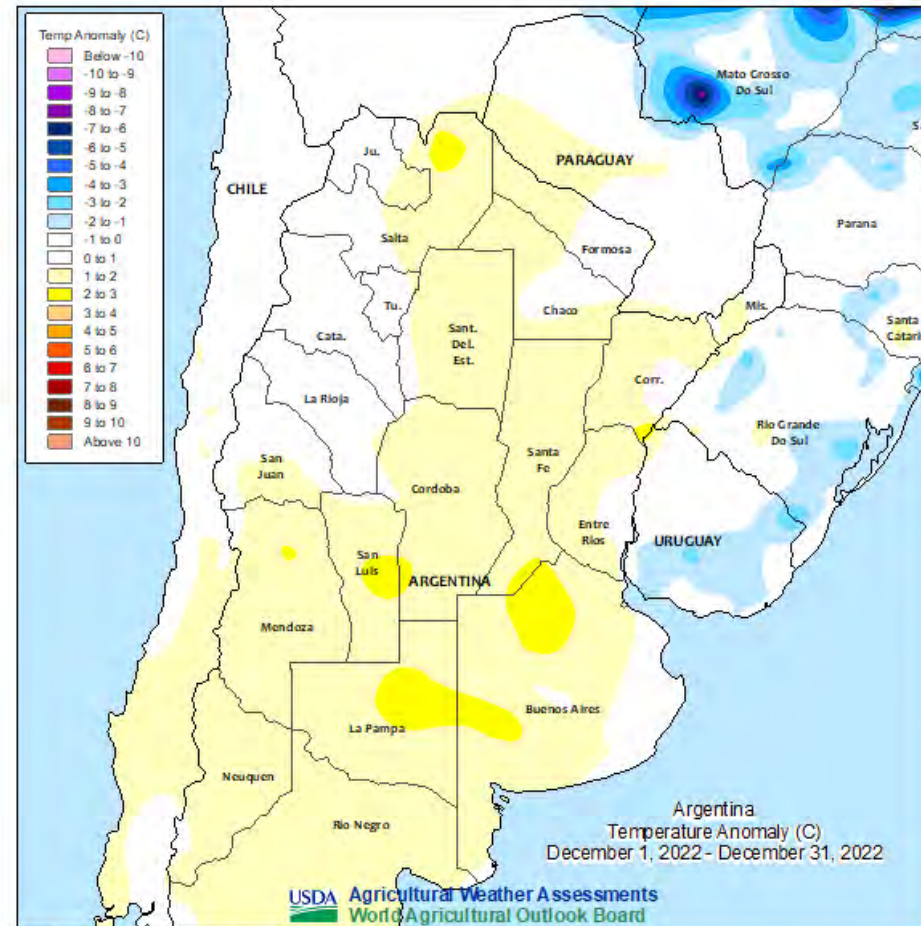 Temp Anomaly (C)
Below -10
-10 to -9
-9 to -8
-8 to -7
-7 to -6
-6 to -5
-5 to -4
-4 to -3
-3 to -2
-2 to -1
-1 to 0
0 to 1
1 to 2
2 to 3
3 to 4
4 to 5
5 to 6
6 to 7
7 to 8
8 to 9
9 to 10
Above 10
Mato Grosso
Do Sul
S
Ju.
PARAGUAY
CHILE
Parana
Salta
Formosa
Chaco
Mis.
Tu.
Santa
Catari
Cata.
Sant.
Del.
Est.
Corr.
La Rioja
Rio Grande
Do Sul
San
Juan
Santa
Fe
Cordoba
Entre
Rios
URUGUAY
San
Luis
ARGENTINA
Mendoza
Buenos Aires
La Pampa
Neuquen
Rio Negro
Argentina
Temperature Anomaly (C)
December 1, 2022 - December 31, 2022
USDA Agricultural Weather Assessments
World Agricultural Outlook Board